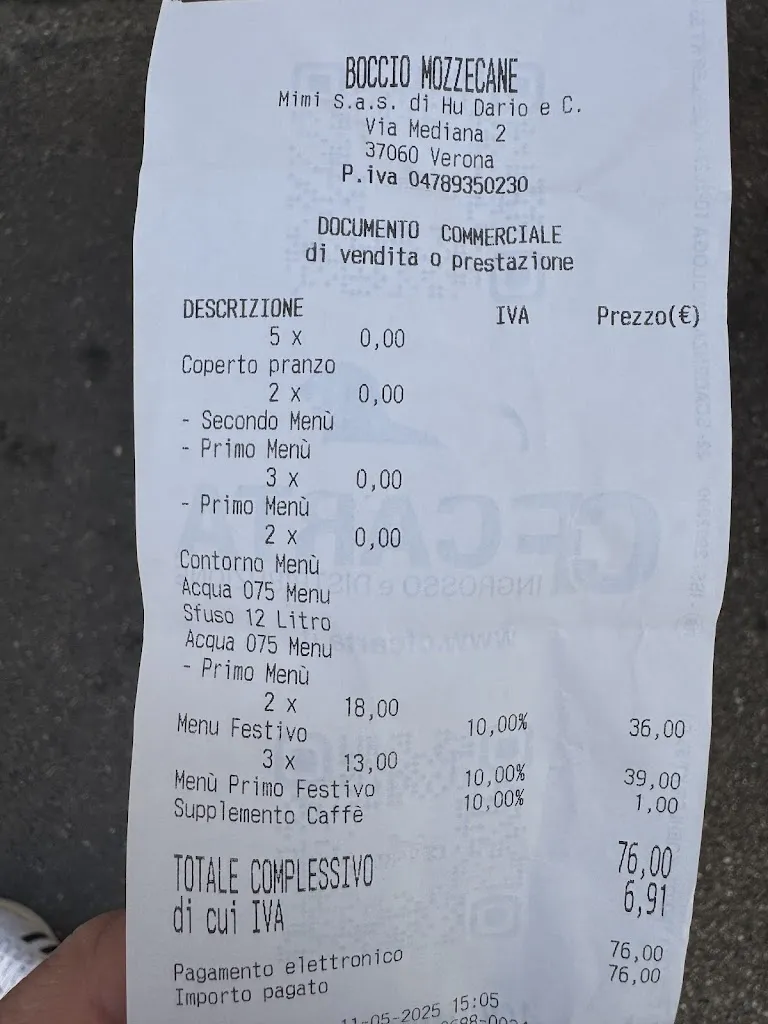 BOCCIO MOZZECANE
Mimi S.a.s. di Hu Dario e C.
Via Mediana 2
37060 Verona
P.iva 04789350230
DOCUMENTO COMMERCIALE
di vendita o prestazione
DESCRIZIONE IVA Prezzo(€)
5 x 0,00
Coperto pranzo
2 x 0,00
- Secondo Menù
- Primo Menù
3 x 0,00
- Primo Menù
2 x 0,00
Contorno Menù
Acqua 075 Menu
Sfuso 12 Litro
Acqua 075 Menu
- Primo Menù
2 x 18,00
Menu Festivo 10,00% 36,00
3 x 13,00
Menù Primo Festivo 10,00% 39,00
Supplemento Caffè 10,00% 1,00
TOTALE COMPLESSIVO 76,00
di cui IVA 6,91
Pagamento elettronico 76,00
Importo pagato 76,00
11-05-2025 15:05